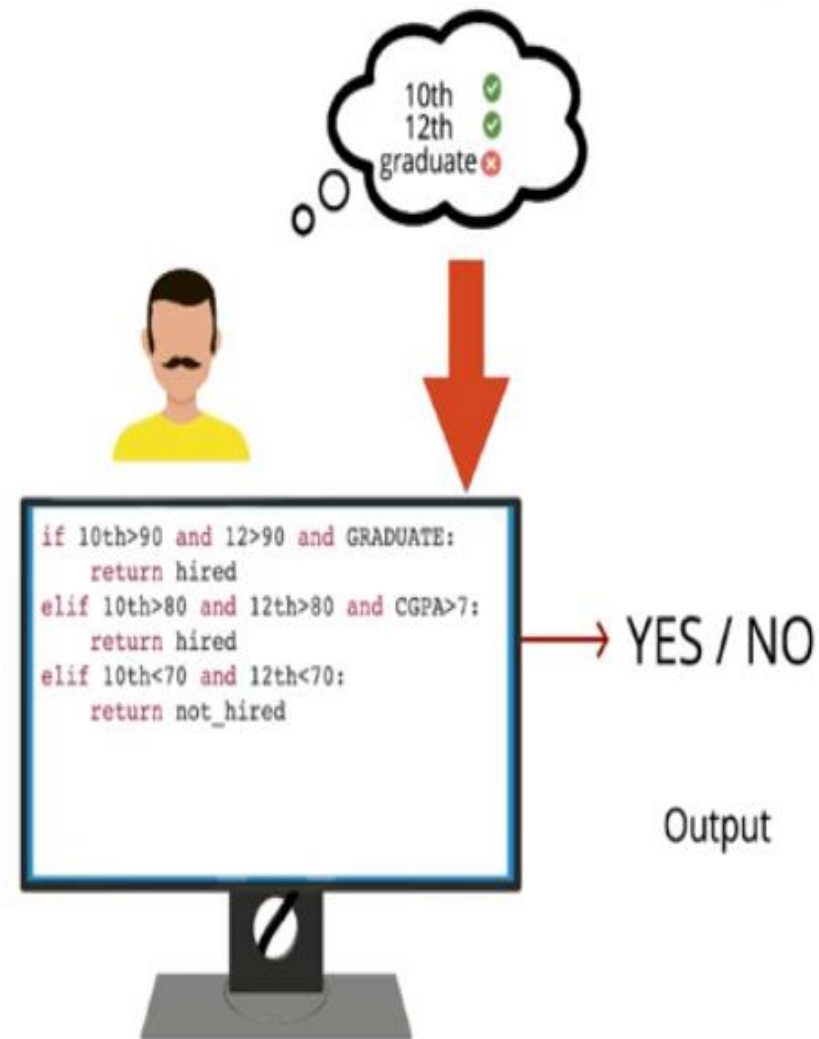 10th
12th
graduate
if 10th>90 and 12>90 and GRADUATE:
    return hired
elif 10th>80 and 12th>80 and CGPA>7:
    return hired
elif 10th<70 and 12th<70:
    return not_hired
YES / NO
Output